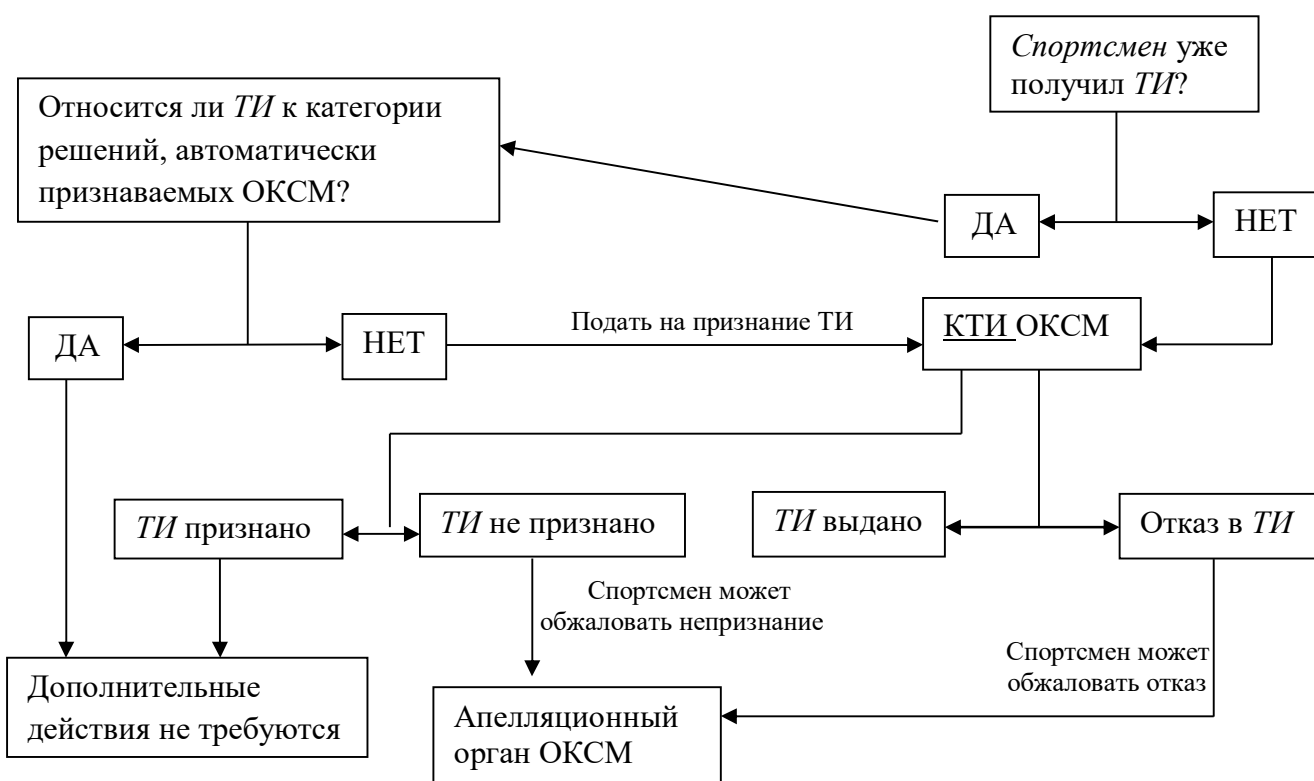 Спортсмен уже
получил ТИ?
Относится ли ТИ к категории
решений, автоматически
признаваемых ОКСМ?
ДА
НЕТ
ДА
НЕТ
Подать на признание ТИ
КТИ ОКСМ
ТИ признано
ТИ не признано
ТИ выдано
Отказ в ТИ
Спортсмен может
обжаловать непризнание
Спортсмен может
обжаловать отказ
Дополнительные
действия не требуются
Апелляционный
орган ОКСМ